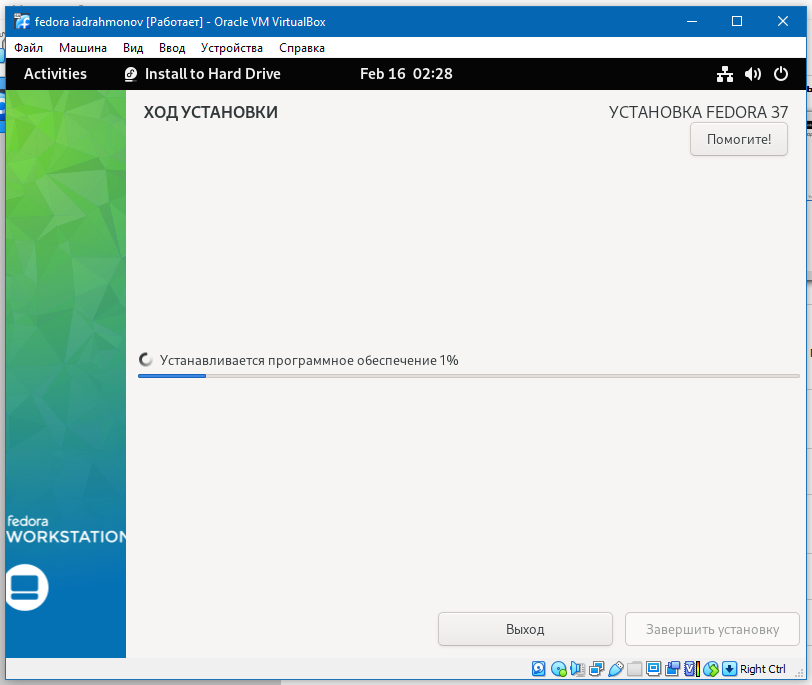 fedora iadrahmonov [Работает] - Oracle VM VirtualBox
Файл Машина Вид Ввод Устройства Справка
Activities Install to Hard Drive Feb 16 02:28
ХОД УСТАНОВКИ УСТАНОВКА FEDORA 37
Помогите!
Устанавливается программное обеспечение 1%
fedora
WORKSTATION
Выход Завершить установку
Right Ctrl